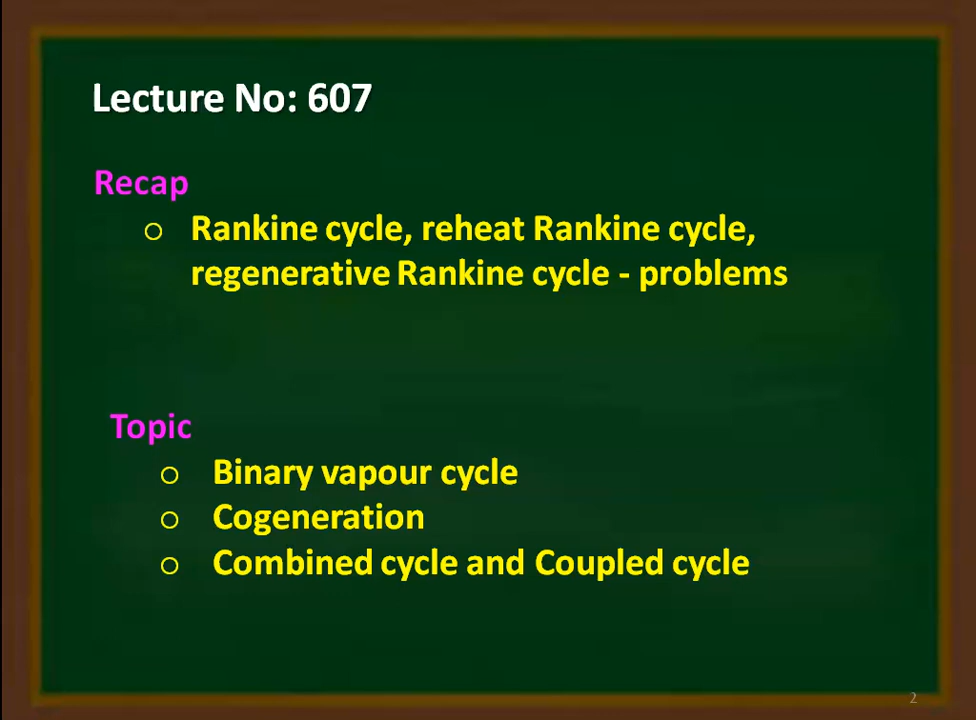 Lecture No: 607
Recap
○ Rankine cycle, reheat Rankine cycle,
regenerative Rankine cycle - problems
Topic
○ Binary vapour cycle
○ Cogeneration
○ Combined cycle and Coupled cycle
2